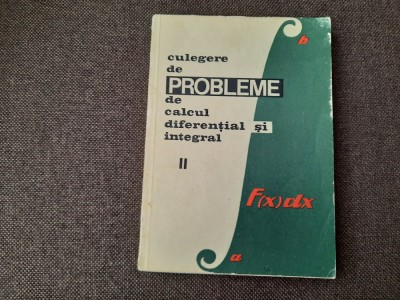 culegere
de
PROBLEME
de
calcul
diferențial și
integral
II
b
f(x)dx
a